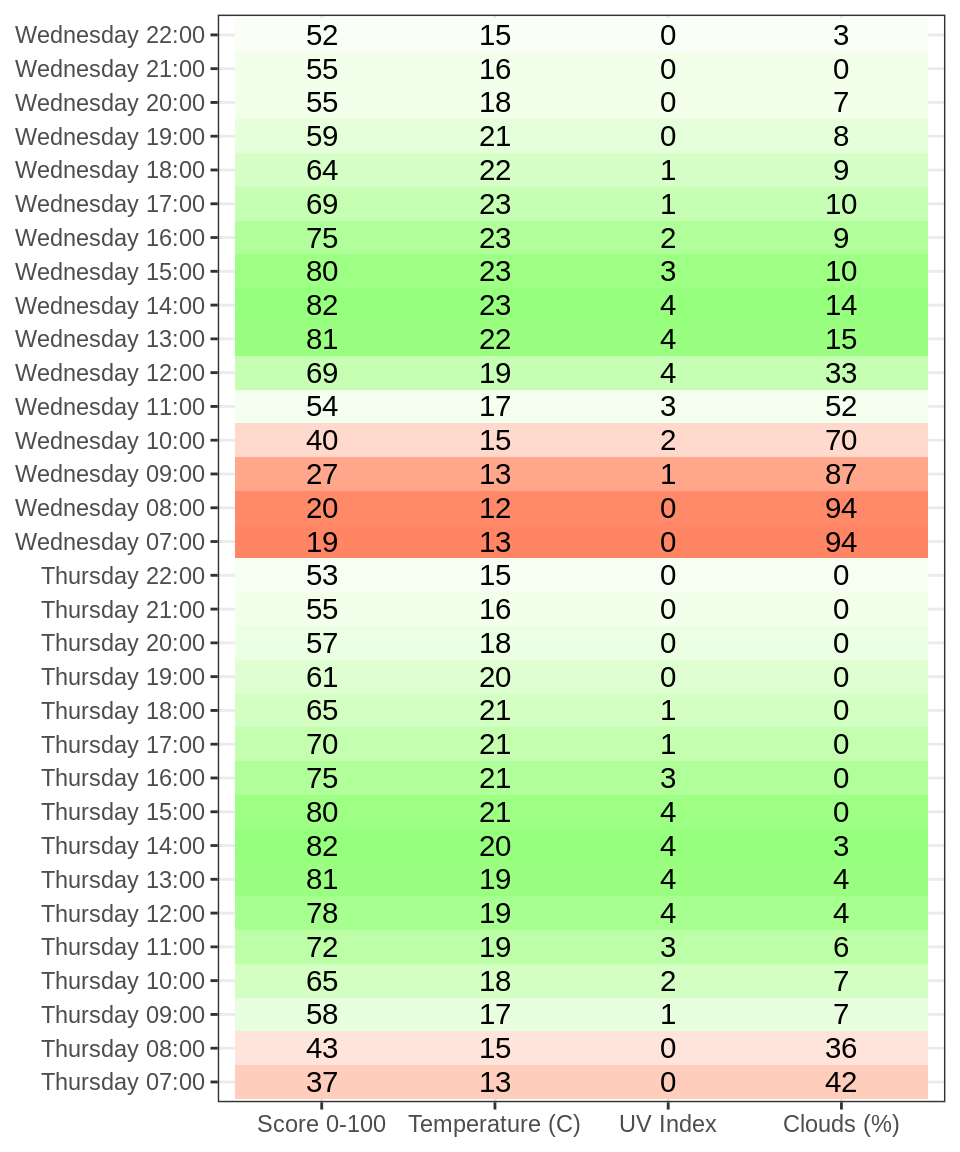 Wednesday 22:00 52 15 0 3
Wednesday 21:00 55 16 0 0
Wednesday 20:00 55 18 0 7
Wednesday 19:00 59 21 0 8
Wednesday 18:00 64 22 1 9
Wednesday 17:00 69 23 1 10
Wednesday 16:00 75 23 2 9
Wednesday 15:00 80 23 3 10
Wednesday 14:00 82 23 4 14
Wednesday 13:00 81 22 4 15
Wednesday 12:00 69 19 4 33
Wednesday 11:00 54 17 3 52
Wednesday 10:00 40 15 2 70
Wednesday 09:00 27 13 1 87
Wednesday 08:00 20 12 0 94
Wednesday 07:00 19 13 0 94
Thursday 22:00 53 15 0 0
Thursday 21:00 55 16 0 0
Thursday 20:00 57 18 0 0
Thursday 19:00 61 20 0 0
Thursday 18:00 65 21 1 0
Thursday 17:00 70 21 1 0
Thursday 16:00 75 21 3 0
Thursday 15:00 80 21 4 0
Thursday 14:00 82 20 4 3
Thursday 13:00 81 19 4 4
Thursday 12:00 78 19 4 4
Thursday 11:00 72 19 3 6
Thursday 10:00 65 18 2 7
Thursday 09:00 58 17 1 7
Thursday 08:00 43 15 0 36
Thursday 07:00 37 13 0 42
Score 0-100 Temperature (C) UV Index Clouds (%)